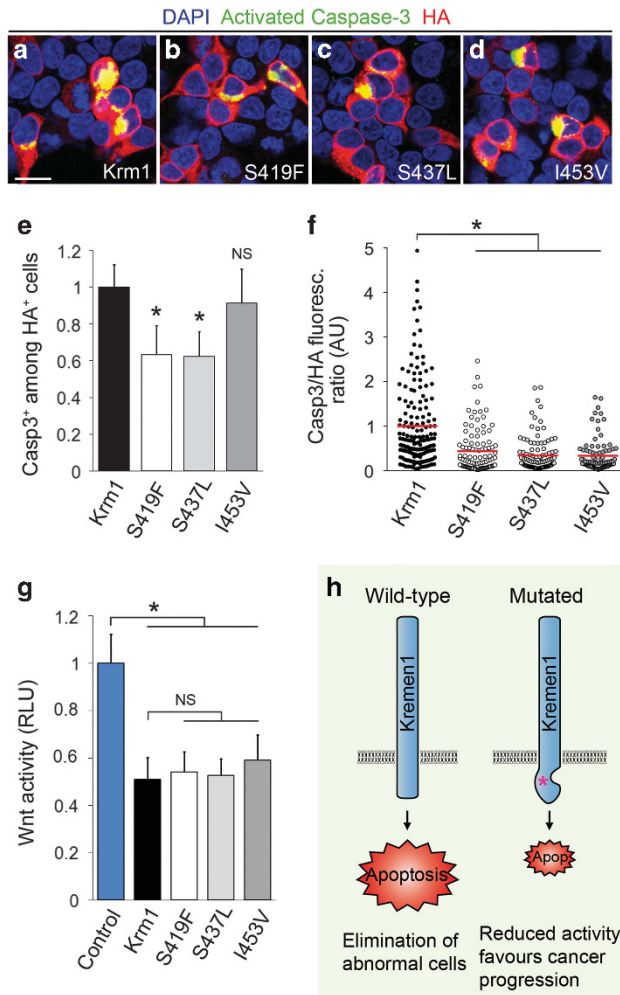 DAPI Activated Caspase-3 HA
a
b
c
d
Krm1
S419F
S437L
I453V
e
Casp3⁺ among HA⁺ cells
1.2
1
0.8
0.6
0.4
0.2
0
*
*
NS
Krm1
S419F
S437L
I453V
f
Casp3/HA fluoresc.
ratio (AU)
5
4
3
2
1
0
*
Krm1
S419F
S437L
I453V
g
Wnt activity (RLU)
1.2
1
0.8
0.6
0.4
0.2
0
*
NS
Control
Krm1
S419F
S437L
I453V
h
Wild-type
Mutated
Kremen1
Kremen1
*
Apoptosis
Apop
Elimination of
abnormal cells
Reduced activity
favours cancer
progression